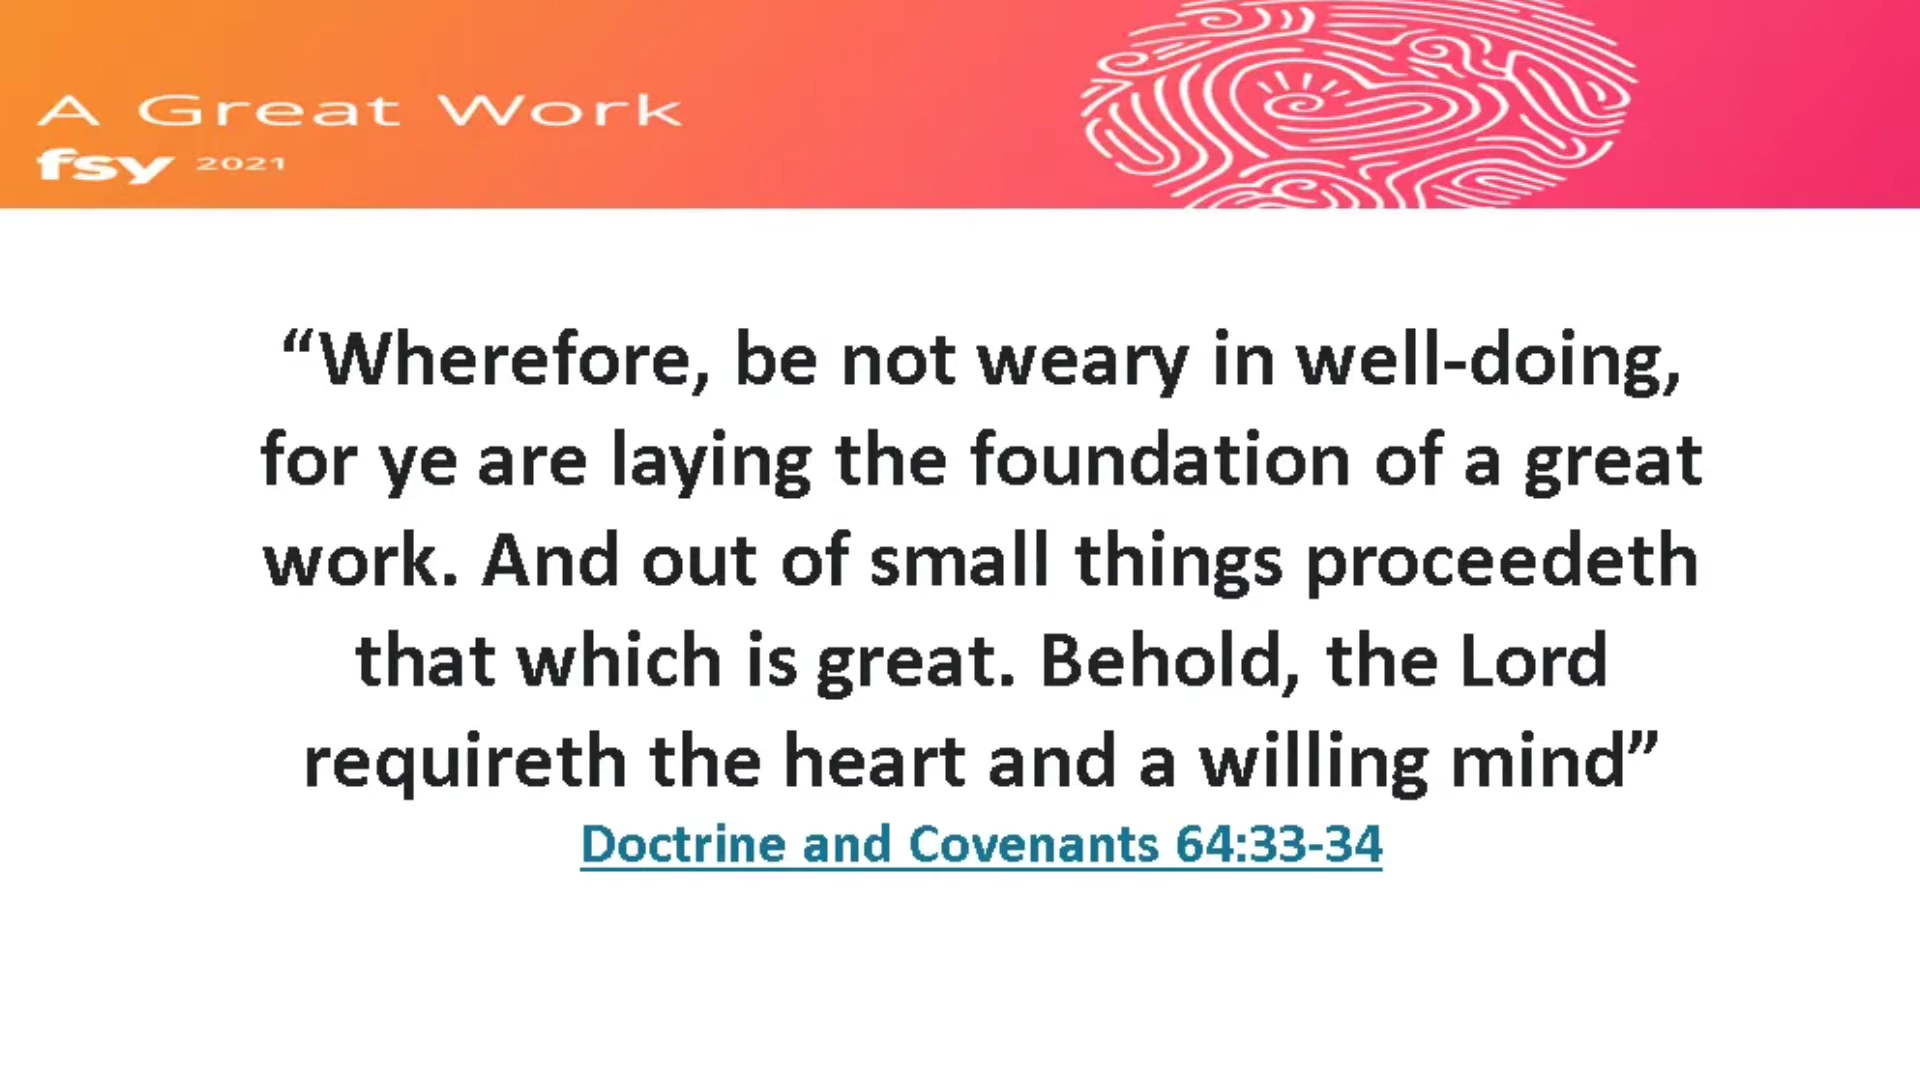 A Great Work
fsy 2021
“Wherefore, be not weary in well-doing,
for ye are laying the foundation of a great
work. And out of small things proceedeth
that which is great. Behold, the Lord
requireth the heart and a willing mind”
Doctrine and Covenants 64:33-34